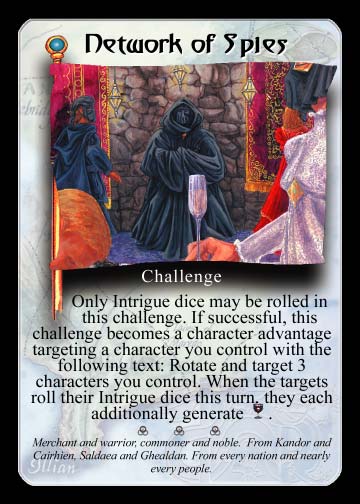 Network of Spies
Challenge
Only Intrigue dice may be rolled in
this challenge. If successful, this
challenge becomes a character advantage
targeting a character you control with the
following text: Rotate and target 3
characters you control. When the targets
roll their Intrigue dice this turn, they each
additionally generate .
Merchant and warrior, commoner and noble. From Kandor and
Cairhien, Saldaea and Ghealdan. From every nation and nearly
every people.
Illian